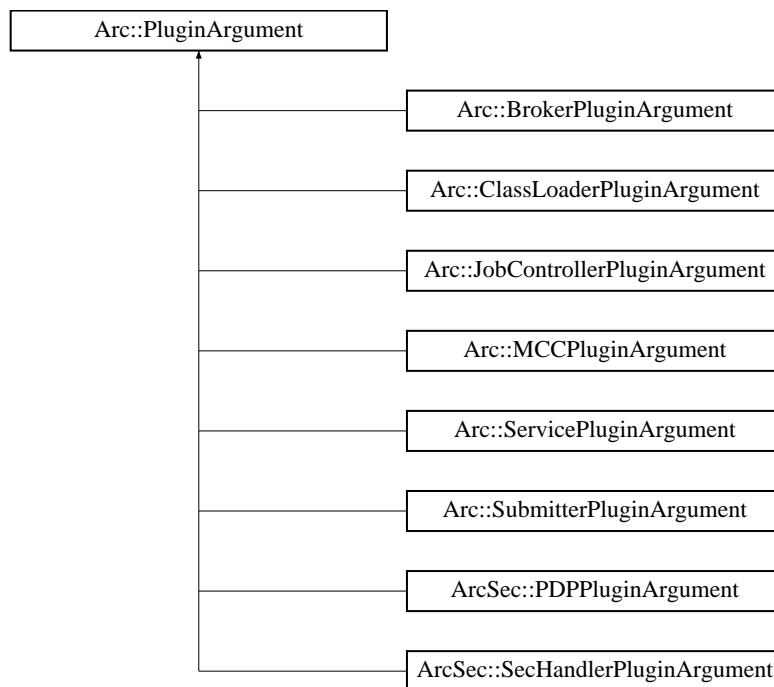 Arc::PluginArgument
Arc::BrokerPluginArgument
Arc::ClassLoaderPluginArgument
Arc::JobControllerPluginArgument
Arc::MCCPluginArgument
Arc::ServicePluginArgument
Arc::SubmitterPluginArgument
ArcSec::PDPPluginArgument
ArcSec::SecHandlerPluginArgument